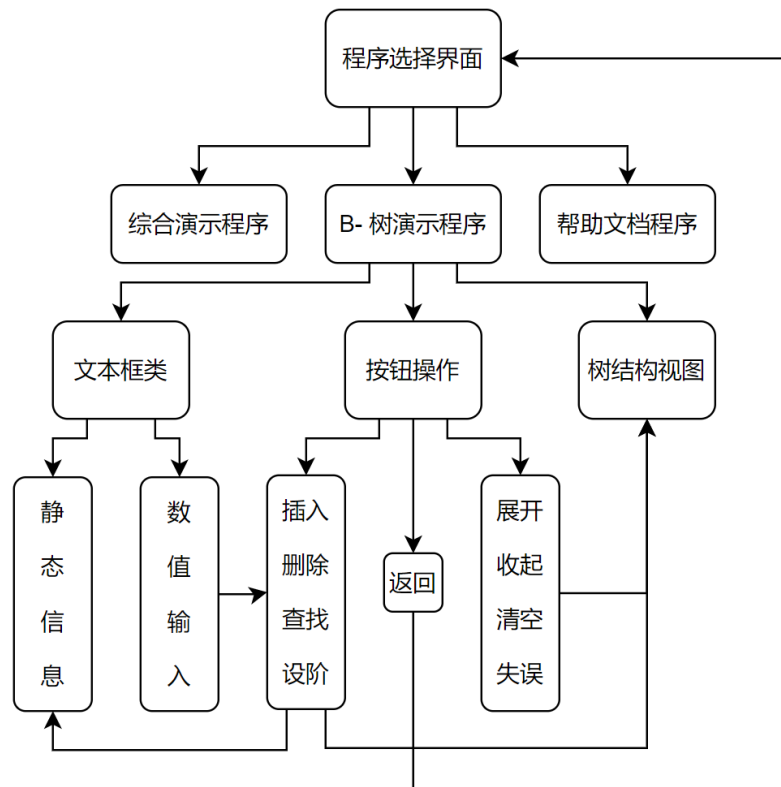 程序选择界面
综合演示程序
B- 树演示程序
帮助文档程序
文本框类
按钮操作
树结构视图
静
态
信
息
数
值
输
入
插入
删除
查找
设阶
返回
展开
收起
清空
失误